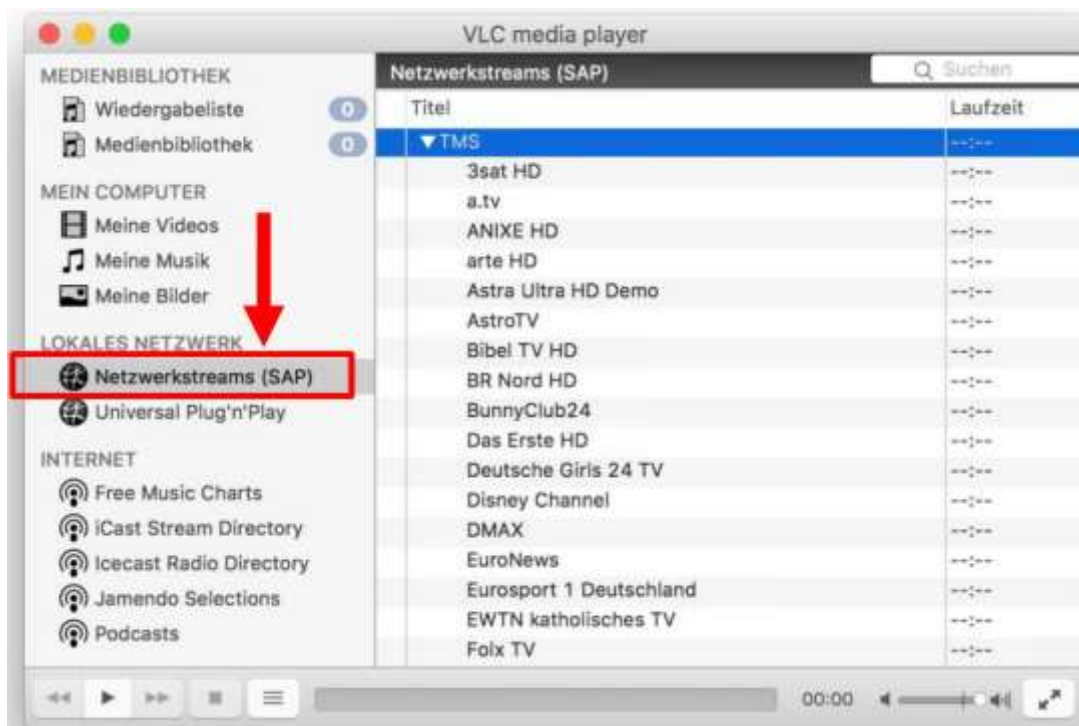 VLC media player
MEDIENBIBLIOTHEK
Wiedergabeliste 0
Medienbibliothek 0
MEIN COMPUTER
Meine Videos
Meine Musik
Meine Bilder
LOKALES NETZWERK
Netzwerkstreams (SAP)
Universal Plug'n'Play
INTERNET
Free Music Charts
iCast Stream Directory
Icecast Radio Directory
Jamendo Selections
Podcasts
Netzwerkstreams (SAP) Suchen
Titel Laufzeit
TMS --:--
3sat HD --:--
a.tv --:--
ANIXE HD --:--
arte HD --:--
Astra Ultra HD Demo --:--
AstroTV --:--
Bibel TV HD --:--
BR Nord HD --:--
BunnyClub24 --:--
Das Erste HD --:--
Deutsche Girls 24 TV --:--
Disney Channel --:--
DMAX --:--
EuroNews --:--
Eurosport 1 Deutschland --:--
EWTN katholisches TV --:--
Folx TV --:--
00:00